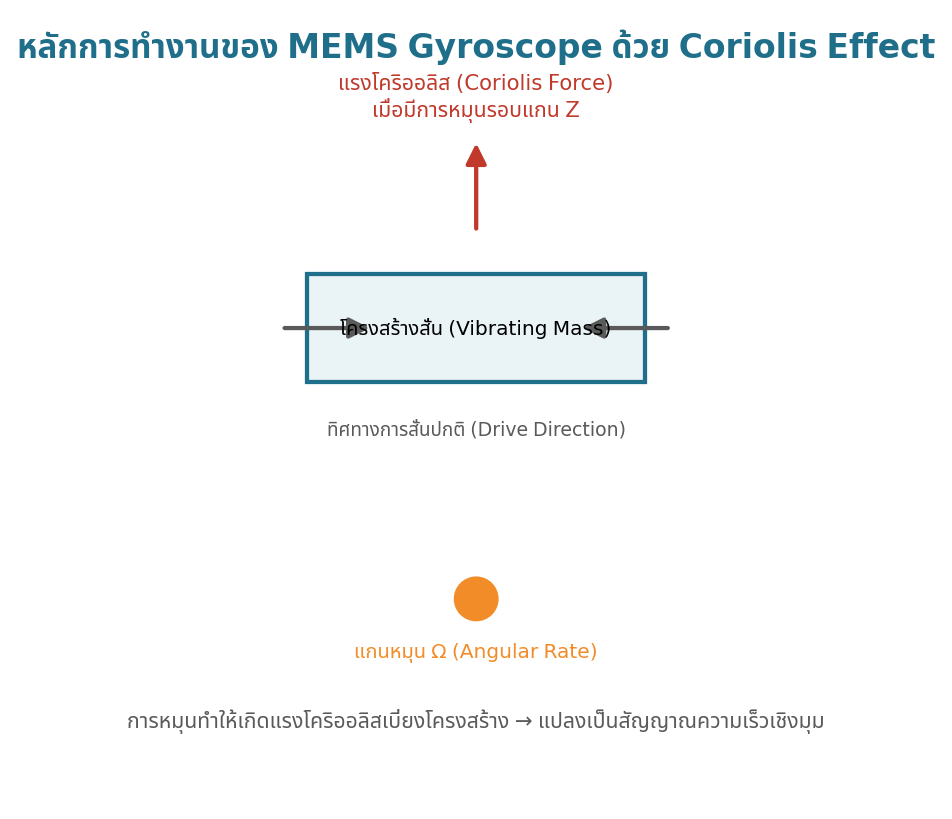 หลักการทำงานของ MEMS Gyroscope ด้วย Coriolis Effect
แรงโคริออลิส (Coriolis Force)
เมื่อมีการหมุนรอบแกน Z
โครงสร้างสั่น (Vibrating Mass)
ทิศทางการสั่นปกติ (Drive Direction)
แกนหมุน Ω (Angular Rate)
การหมุนทำให้เกิดแรงโคริออลิสเบี่ยงโครงสร้าง → แปลงเป็นสัญญาณความเร็วเชิงมุม